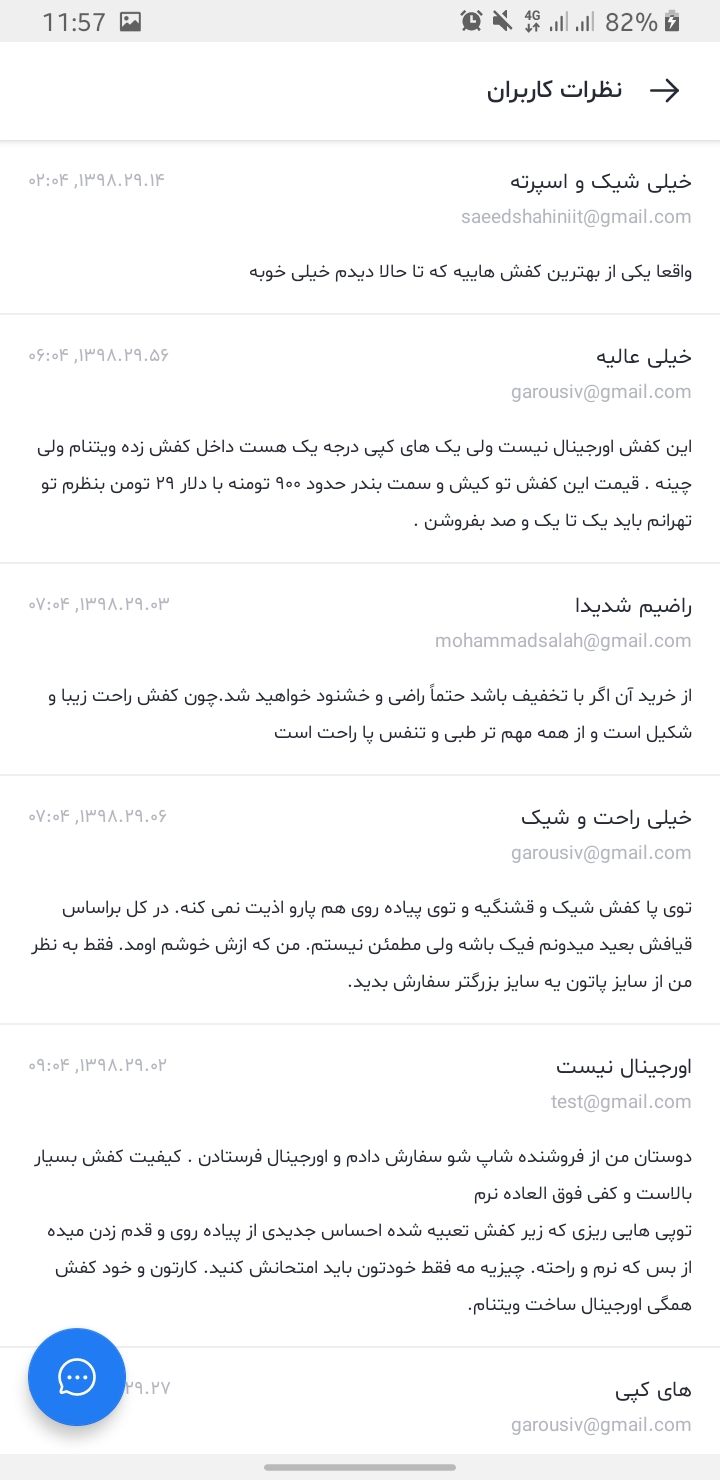 11:57 4G 82%
نظرات کاربران
خیلی شیک و اسپرته
۱۳۹۸.۲۹.۱۴, ۰۲:۰۴
saeedshahiniit@gmail.com
واقعا یکی از بهترین کفش هاییه که تا حالا دیدم خیلی خوبه
خیلی عالیه
۱۳۹۸.۲۹.۵۶, ۰۶:۰۴
garousiv@gmail.com
این کفش اورجینال نیست ولی یک های کپی درجه یک هست داخل کفش زده ویتنام ولی
چینه . قیمت این کفش تو کیش و سمت بندر حدود ۹۰۰ تومنه با دلار ۲۹ تومن بنظرم تو
تهرانم باید یک تا یک و صد بفروشن .
راضیم شدیدا
۱۳۹۸.۲۹.۰۳, ۰۷:۰۴
mohammadsalah@gmail.com
از خرید آن اگر با تخفیف باشد حتماً راضی و خشنود خواهید شد.چون کفش راحت زیبا و
شکیل است و از همه مهم تر طبی و تنفس پا راحت است
خیلی راحت و شیک
۱۳۹۸.۲۹.۰۶, ۰۷:۰۴
garousiv@gmail.com
توی پا کفش شیک و قشنگیه و توی پیاده روی هم پارو اذیت نمی کنه. در کل براساس
قیافش بعید میدونم فیک باشه ولی مطمئن نیستم. من که ازش خوشم اومد. فقط به نظر
من از سایز پاتون یه سایز بزرگتر سفارش بدید.
اورجینال نیست
۱۳۹۸.۲۹.۰۲, ۰۹:۰۴
test@gmail.com
دوستان من از فروشنده شاپ شو سفارش دادم و اورجینال فرستادن . کیفیت کفش بسیار
بالاست و کفی فوق العاده نرم
توپی هایی ریزی که زیر کفش تعبیه شده احساس جدیدی از پیاده روی و قدم زدن میده
از بس که نرم و راحته. چیزیه مه فقط خودتون باید امتحانش کنید. کارتون و خود کفش
همگی اورجینال ساخت ویتنام.
های کپی
۲۹.۲۷
garousiv@gmail.com